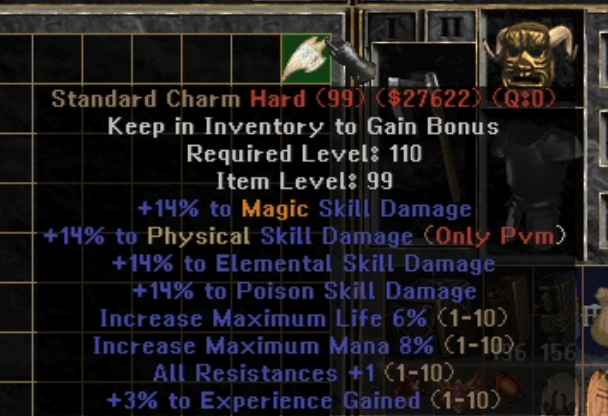 I II
Standard Charm Hard (99) ($27622) (Q:0)
Keep in Inventory to Gain Bonus
Required Level: 110
Item Level: 99
+14% to Magic Skill Damage
+14% to Physical Skill Damage (Only Pvm)
+14% to Elemental Skill Damage
+14% to Poison Skill Damage
Increase Maximum Life 6% (1-10)
Increase Maximum Mana 8% (1-10)
156
All Resistances +1 (1-10)
+3% to Experience Gained (1-10)